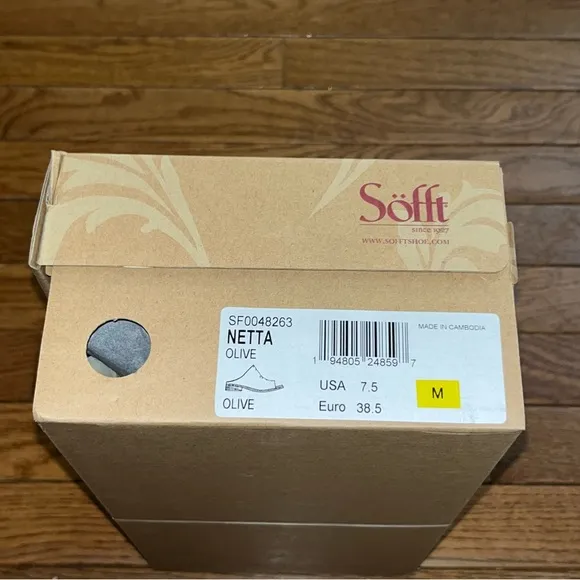 Söfft
since 1927
WWW.SOFFTSHOE.COM
SF0048263
NETTA
OLIVE
OLIVE
1 94805 24859 7
MADE IN CAMBODIA
USA 7.5
Euro 38.5
M